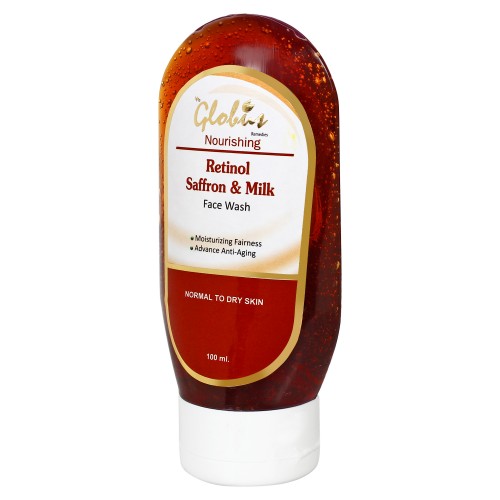 Vu
Globus
Remedies
Nourishing
Retinol
Saffron & Milk
Face Wash
Moisturizing Fairness
Advance Anti-Aging
NORMAL TO DRY SKIN
100 ml.